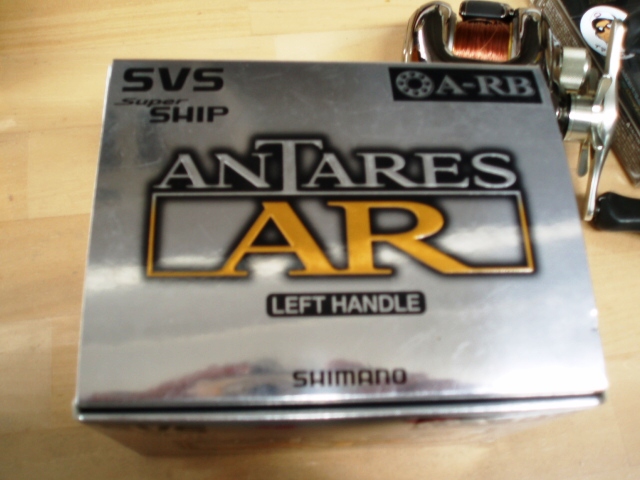 SVS
Super
SHIP
A-RB
ANTARES
AR
LEFT HANDLE
SHIMANO